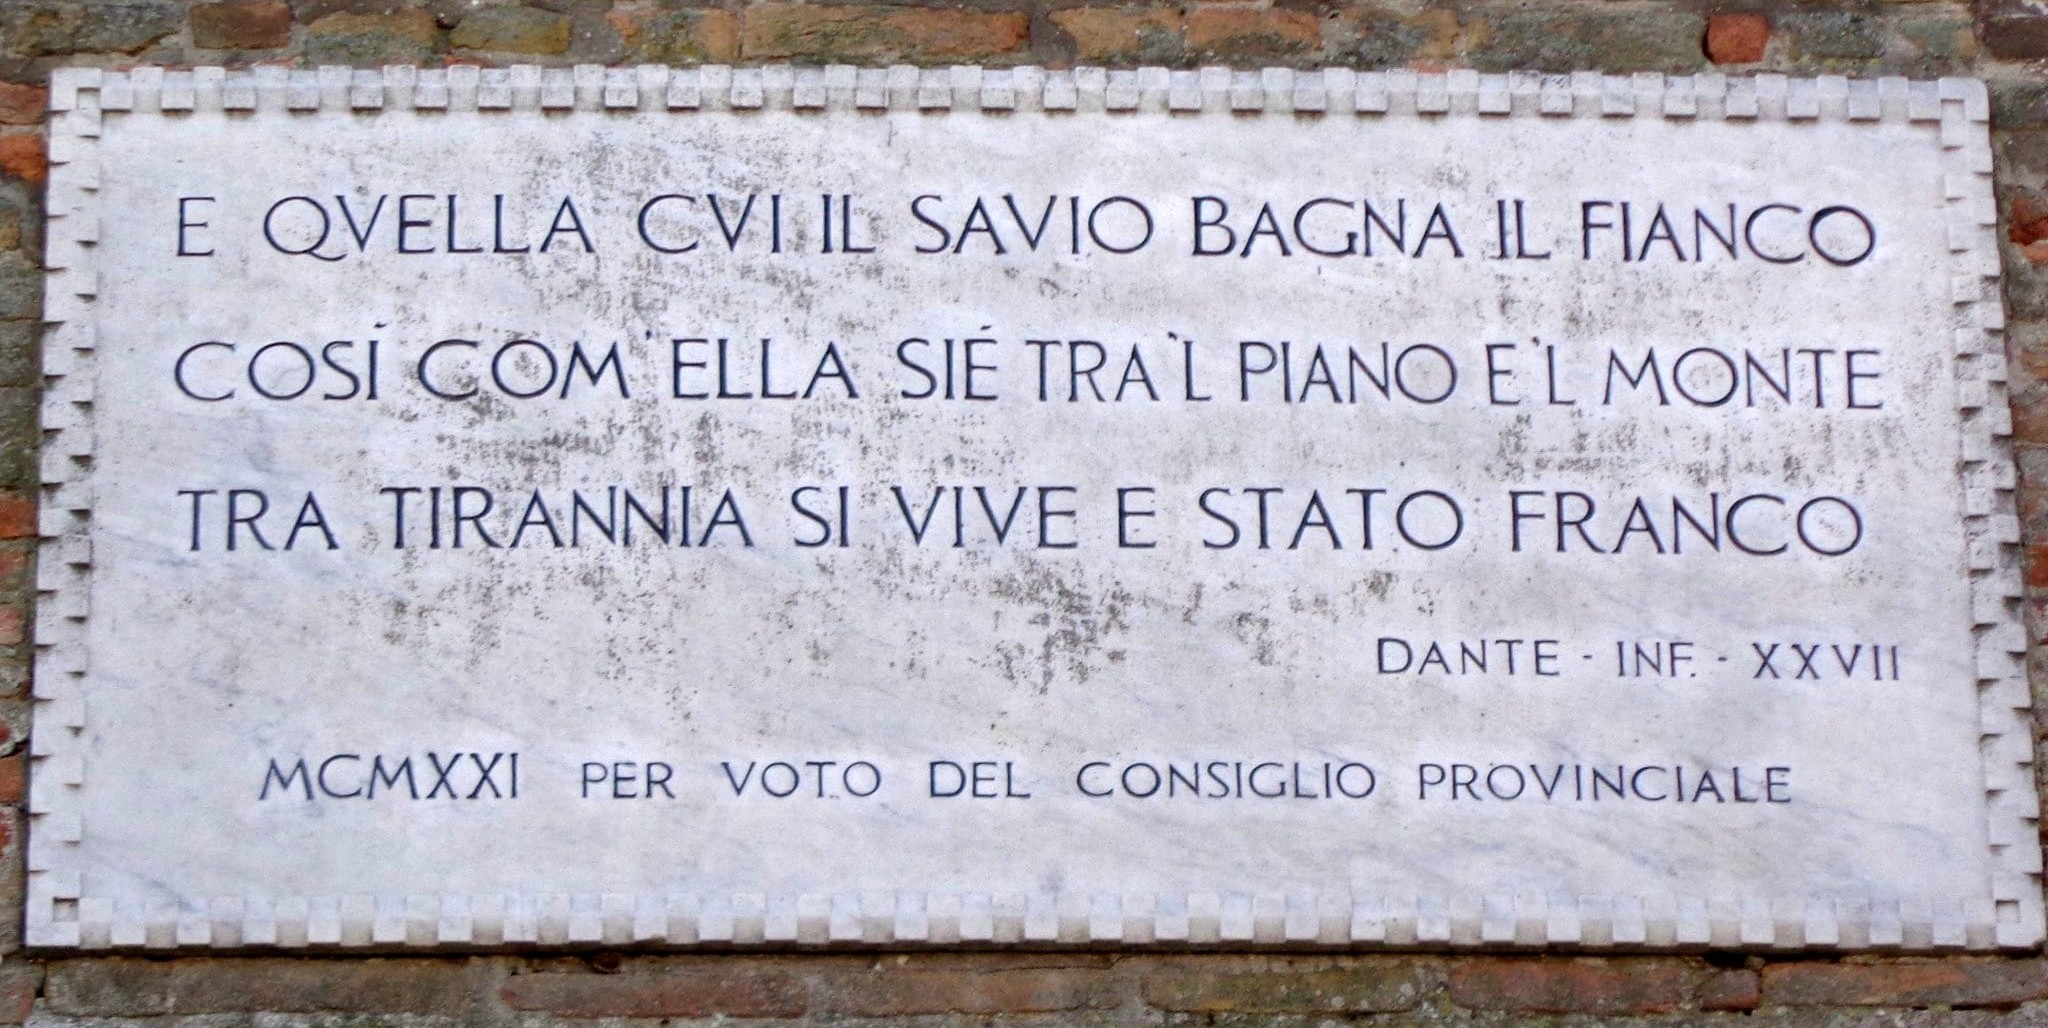 E QVELLA CVI IL SAVIO BAGNA IL FIANCO
COSÍ COM'ELLA SIÉ TRA'L PIANO E'L MONTE
TRA TIRANNIA SI VIVE E STATO FRANCO
DANTE - INF. - XXVII
MCMXXI PER VOTO DEL CONSIGLIO PROVINCIALE